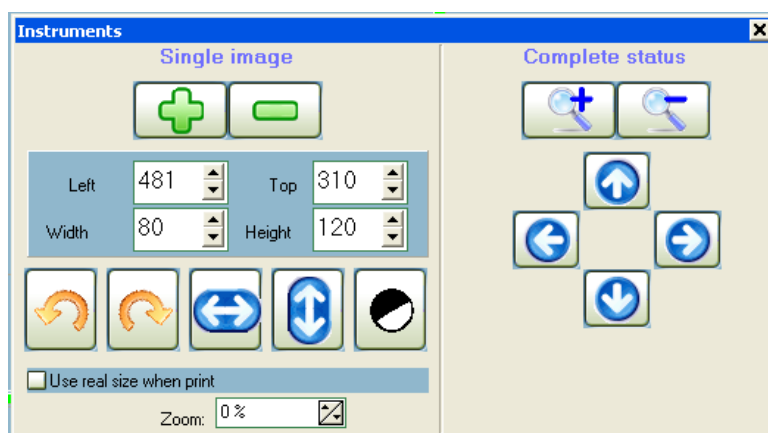 Instruments
Single image
Complete status
Left 481 Top 310
Width 80 Height 120
Use real size when print
Zoom: 0 %